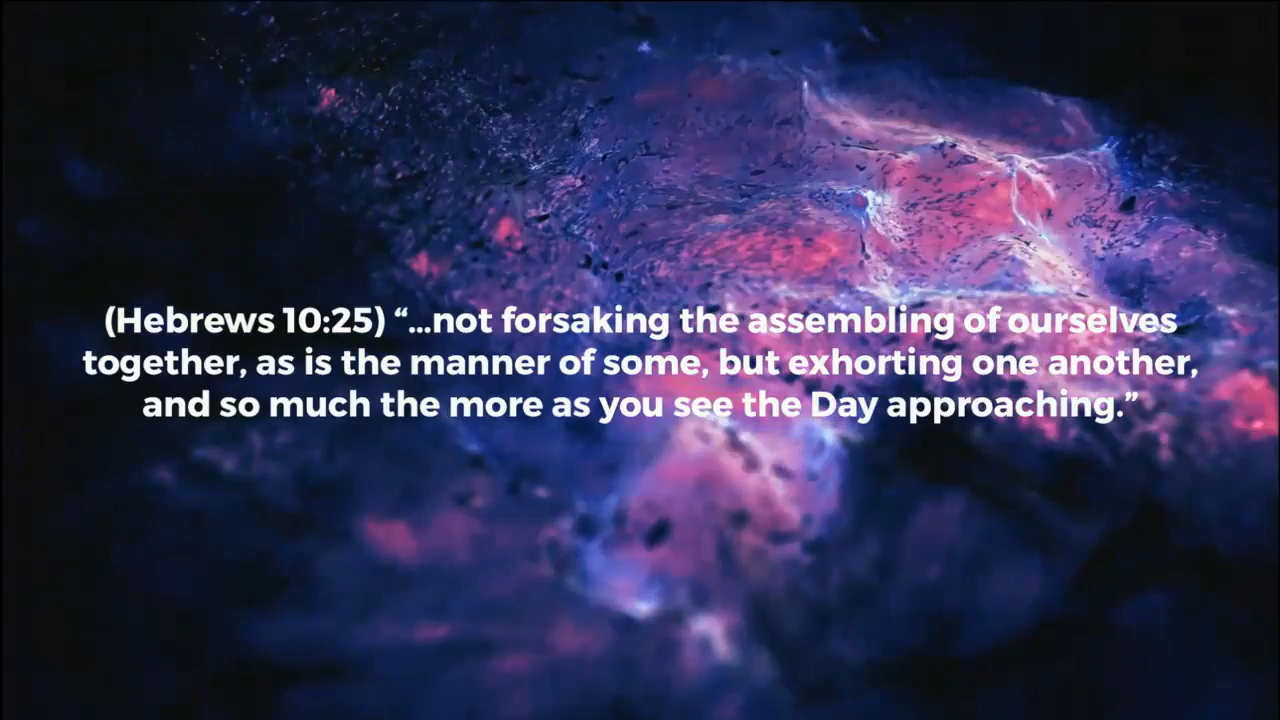 (Hebrews 10:25) “...not forsaking the assembling of ourselves
together, as is the manner of some, but exhorting one another,
and so much the more as you see the Day approaching.”